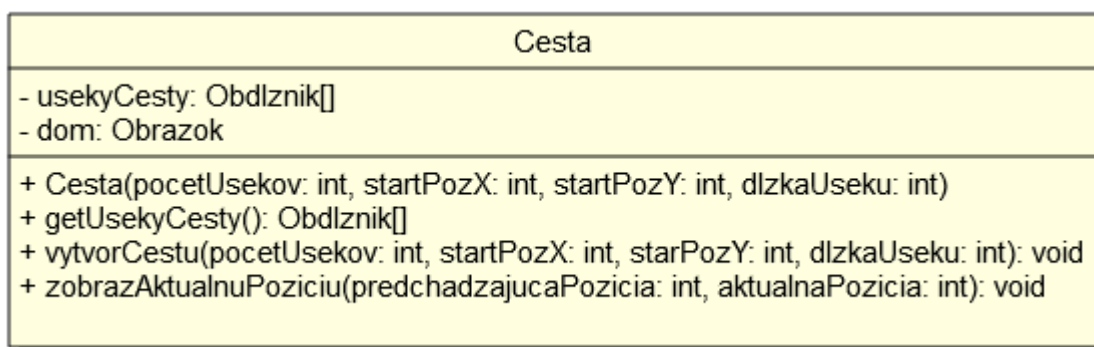 Cesta
- usekyCesty: Obdlznik[]
- dom: Obrazok
+ Cesta(pocetUsekov: int, startPozX: int, startPozY: int, dlzkaUseku: int)
+ getUsekyCesty(): Obdlznik[]
+ vytvorCestu(pocetUsekov: int, startPozX: int, starPozY: int, dlzkaUseku: int): void
+ zobrazAktualnuPoziciu(predchadzajucaPozicia: int, aktualnaPozicia: int): void